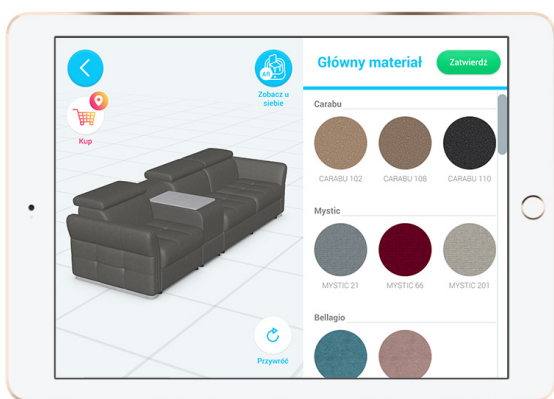 Główny materiał
Zatwierdź
AR
Zobacz u
siebie
Kup
Przywróć
Carabu
CARABU 102
CARABU 108
CARABU 110
Mystic
MYSTIC 21
MYSTIC 66
MYSTIC 201
Bellagio